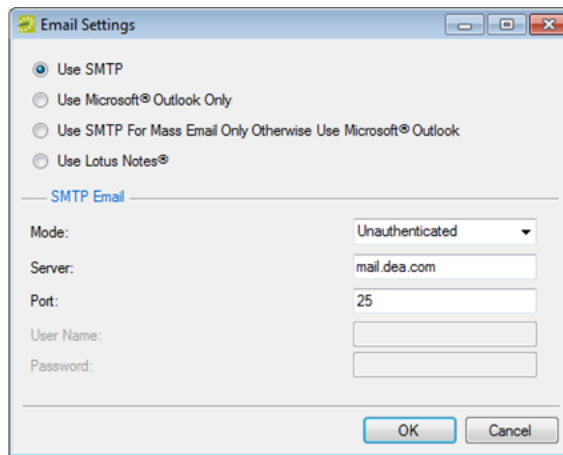 Email Settings
Use SMTP
Use Microsoft® Outlook Only
Use SMTP For Mass Email Only Otherwise Use Microsoft® Outlook
Use Lotus Notes®
SMTP Email
Mode: Unauthenticated
Server: mail.dea.com
Port: 25
User Name:
Password:
OK Cancel